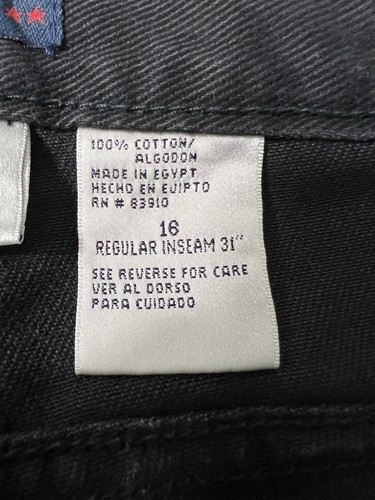 100% COTTON/
ALGODON
MADE IN EGYPT
HECHO EN EJIPTO
RN # 83910
16
REGULAR INSEAM 31"
SEE REVERSE FOR CARE
VER AL DORSO
PARA CUIDADO